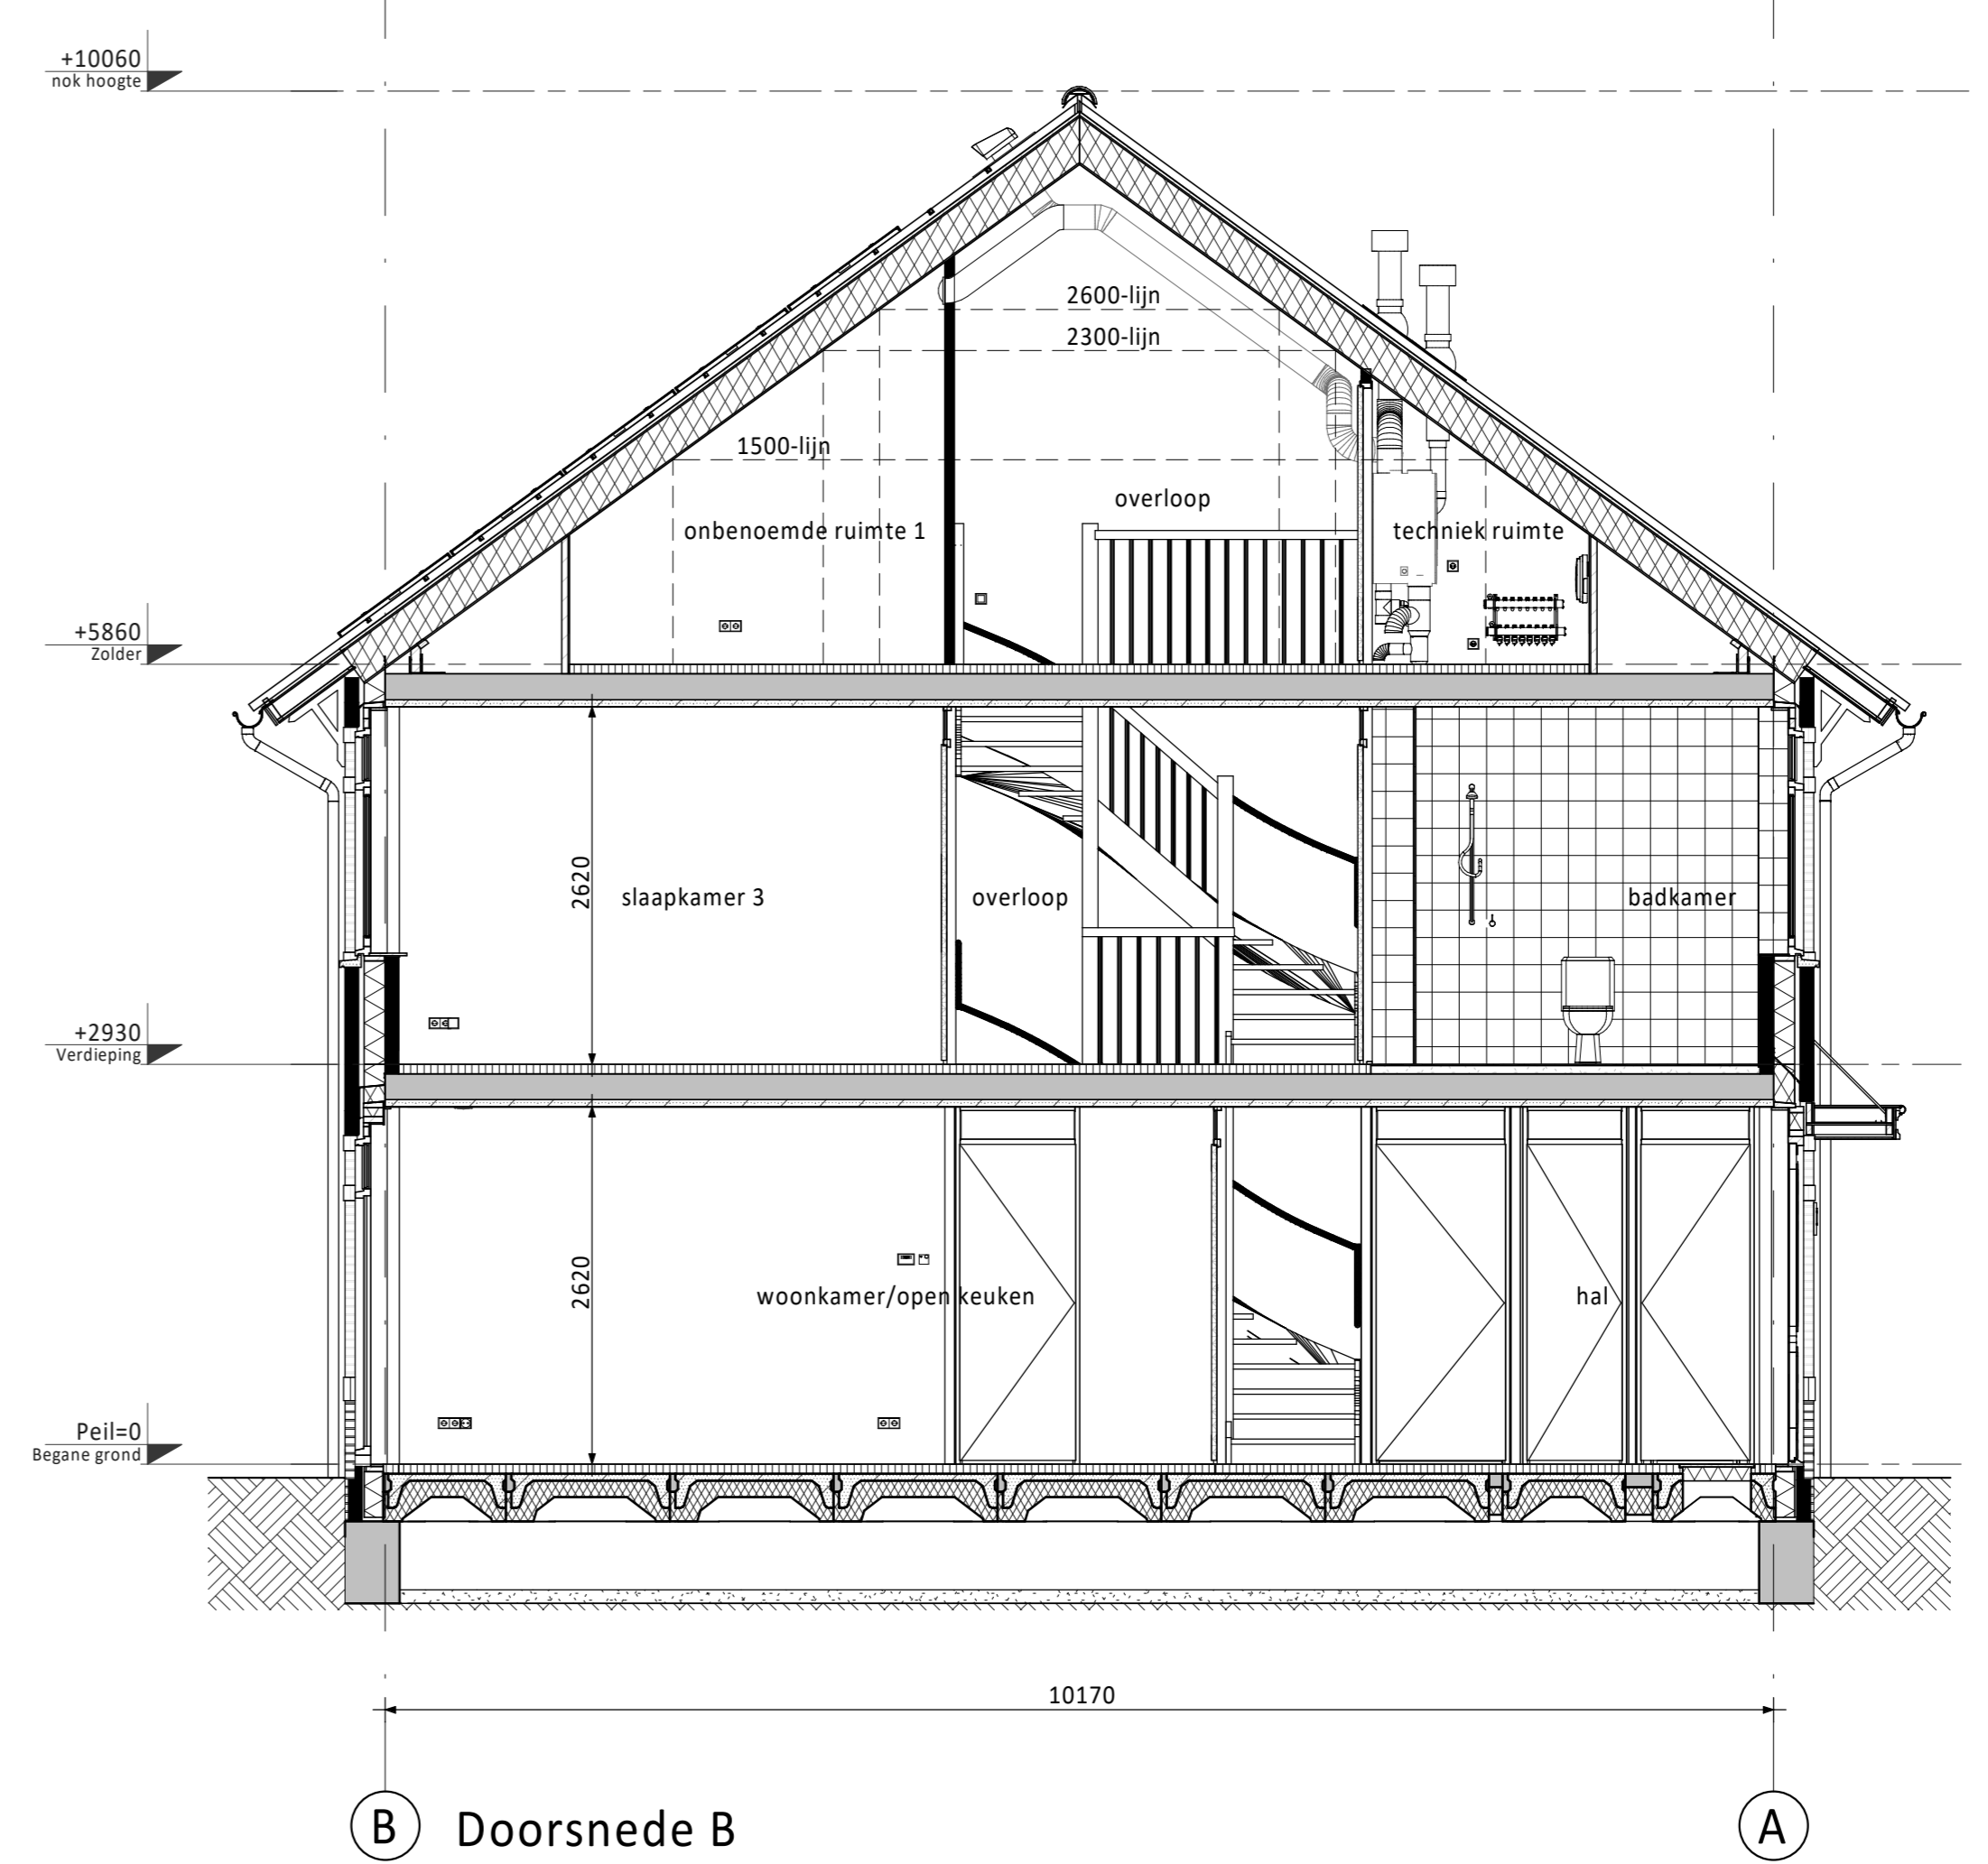 +10060
nok hoogte
2600-lijn
2300-lijn
1500-lijn
overloop
onbenoemde ruimte 1
techniek ruimte
+5860
Zolder
2620
slaapkamer 3
overloop
badkamer
+2930
Verdieping
2620
woonkamer/open keuken
hal
Peil=0
Begane grond
10170
B
Doorsnede B
A